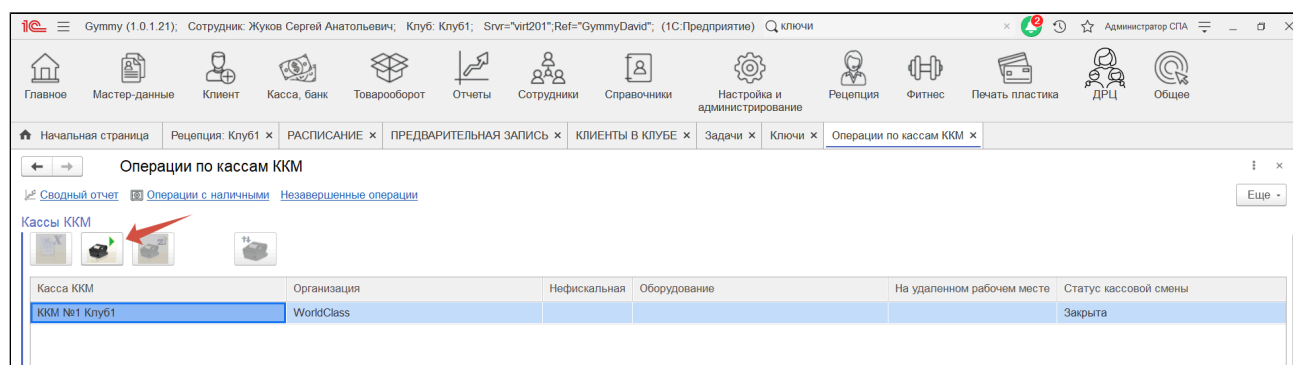 1С Gymmy (1.0.1.21); Сотрудник: Жуков Сергей Анатольевич; Клуб: Клуб1; Srvr="virt201";Ref="GymmyDavid"; (1С:Предприятие) ключи 2 Администратор СПА
Главное Мастер-данные Клиент Касса, банк Товарооборот Отчеты Сотрудники Справочники Настройка и администрирование Рецепция Фитнес Печать пластика ДРЦ Общее
Начальная страница Рецепция: Клуб1 × РАСПИСАНИЕ × ПРЕДВАРИТЕЛЬНАЯ ЗАПИСЬ × КЛИЕНТЫ В КЛУБЕ × Задачи × Ключи × Операции по кассам ККМ ×
Операции по кассам ККМ
Сводный отчет Операции с наличными Незавершенные операции Еще
Кассы ККМ
X Z
Касса ККМ Организация Нефискальная Оборудование На удаленном рабочем месте Статус кассовой смены
ККМ №1 Клуб1 WorldClass Закрыта